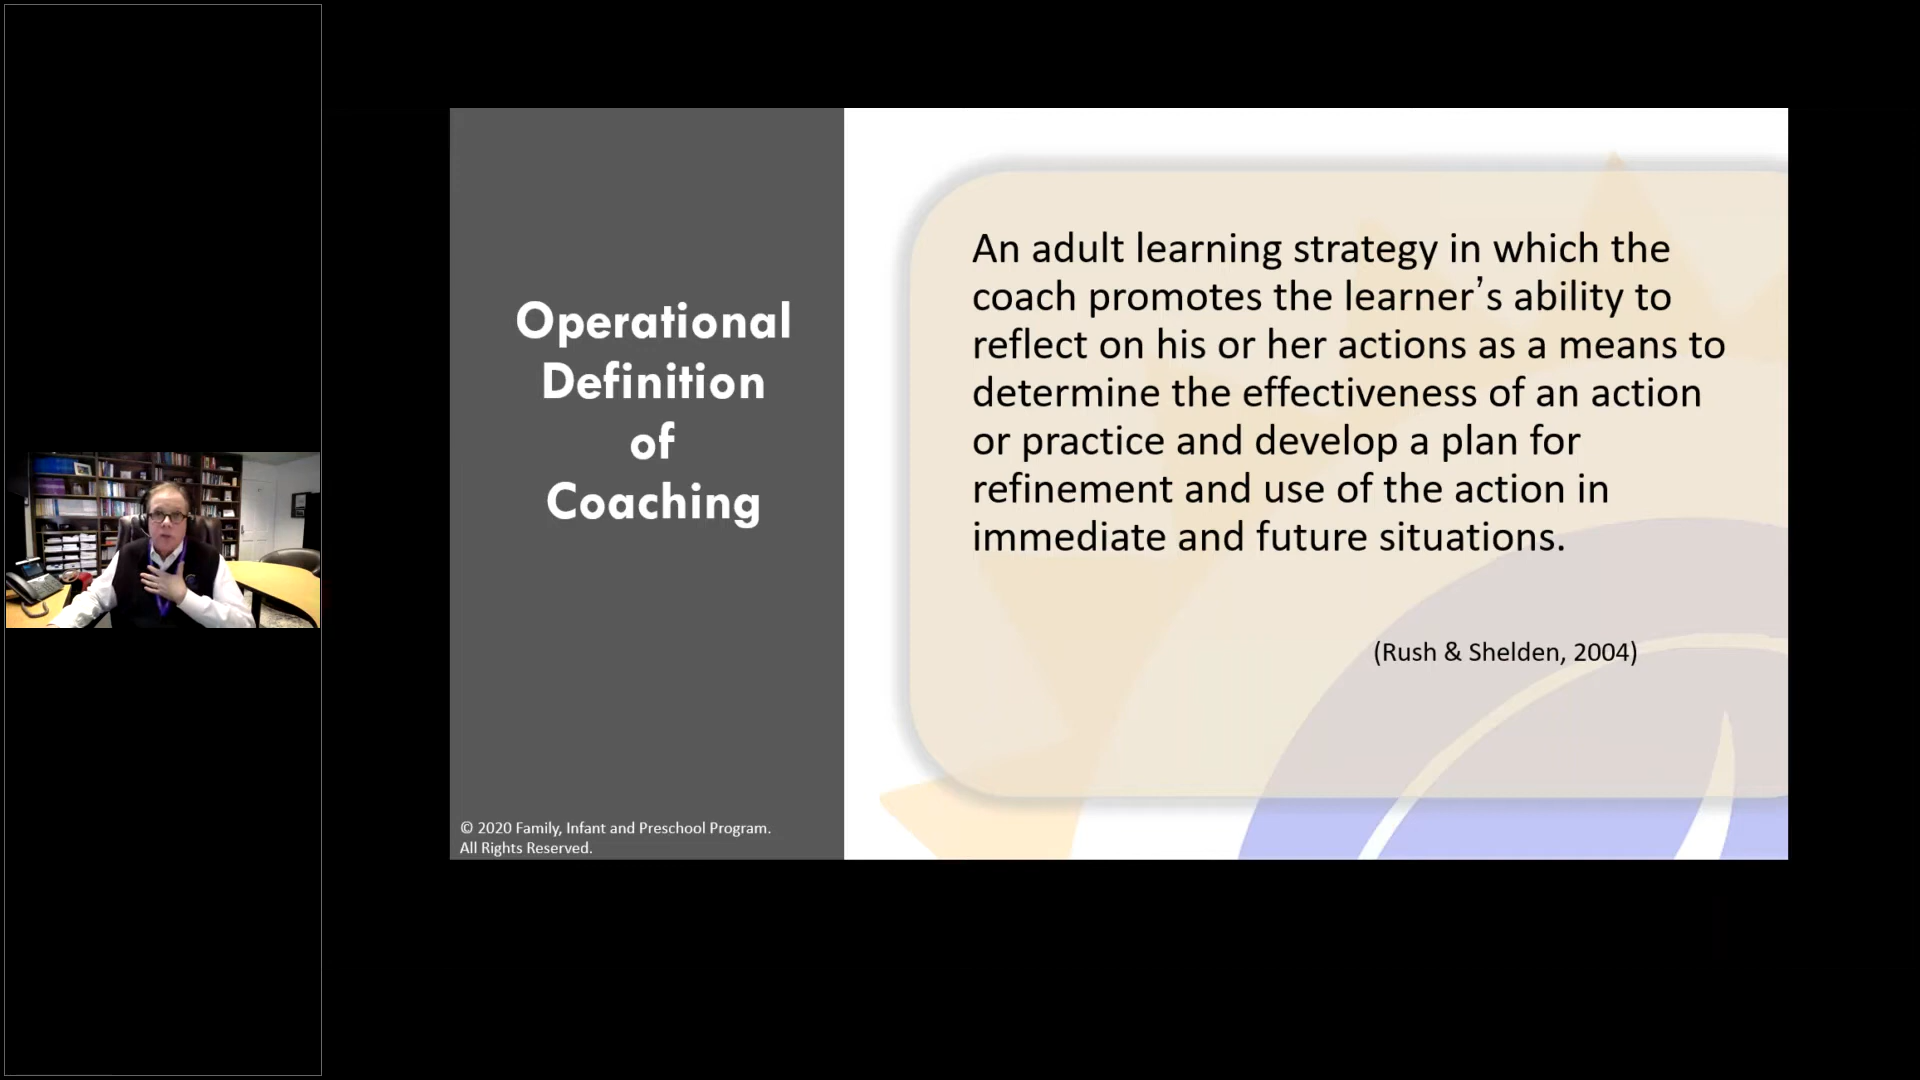 Operational
Definition
of
Coaching
© 2020 Family, Infant and Preschool Program.
All Rights Reserved.
An adult learning strategy in which the
coach promotes the learner’s ability to
reflect on his or her actions as a means to
determine the effectiveness of an action
or practice and develop a plan for
refinement and use of the action in
immediate and future situations.
(Rush & Shelden, 2004)